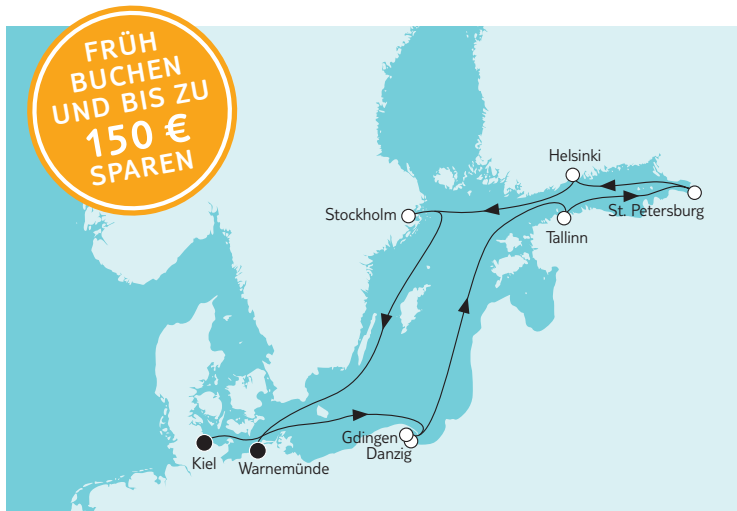 FRÜH
BUCHEN
UND BIS ZU
150 €
SPAREN
Helsinki
Stockholm
St. Petersburg
Tallinn
Gdingen
Danzig
Kiel
Warnemünde